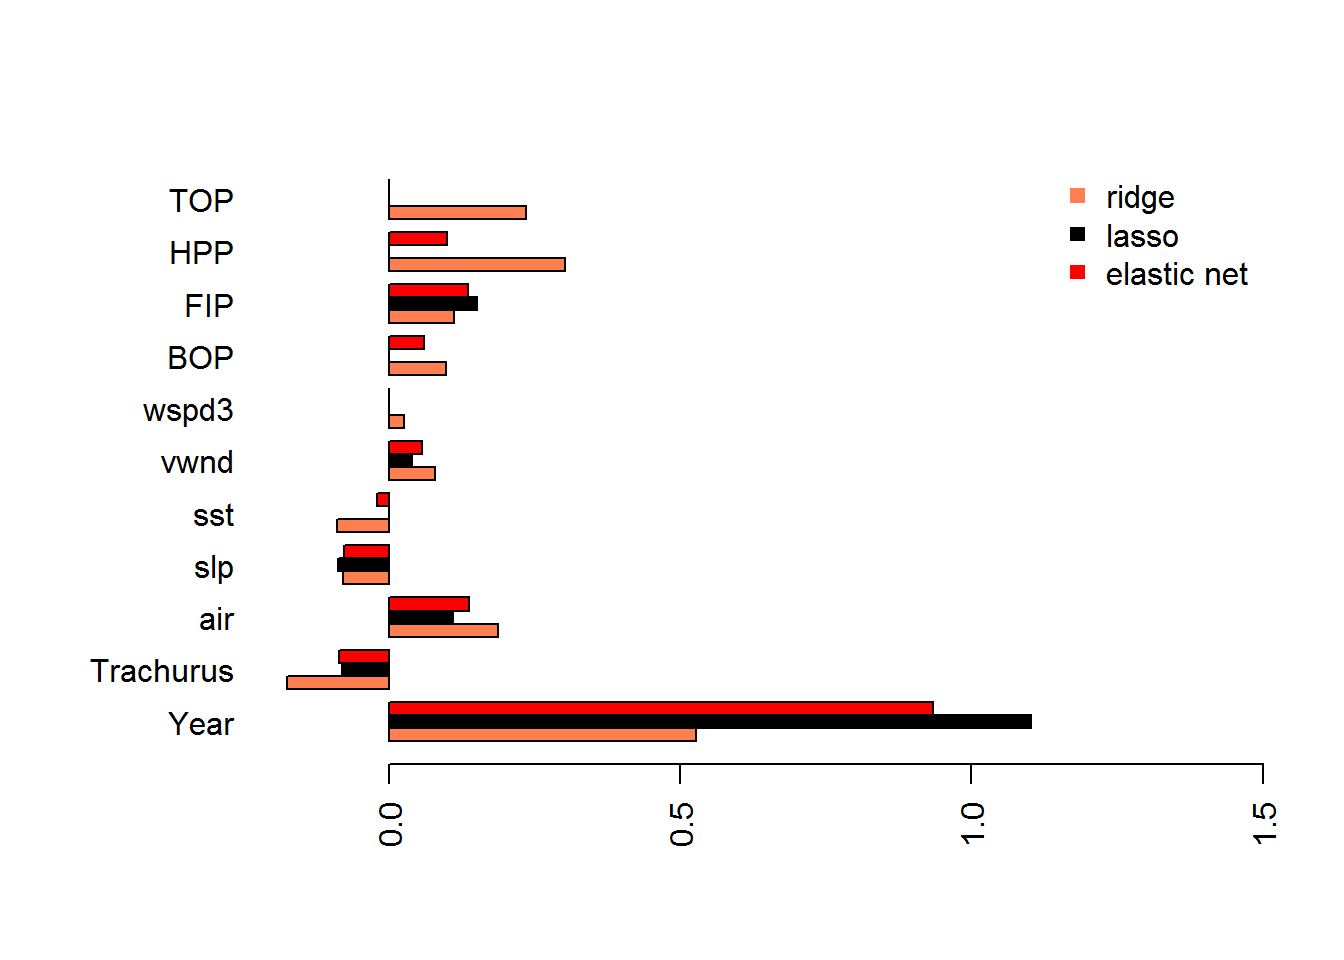 TOP
HPP
FIP
BOP
wspd3
vwnd
sst
slp
air
Trachurus
Year
ridge
lasso
elastic net
0.0
0.5
1.0
1.5